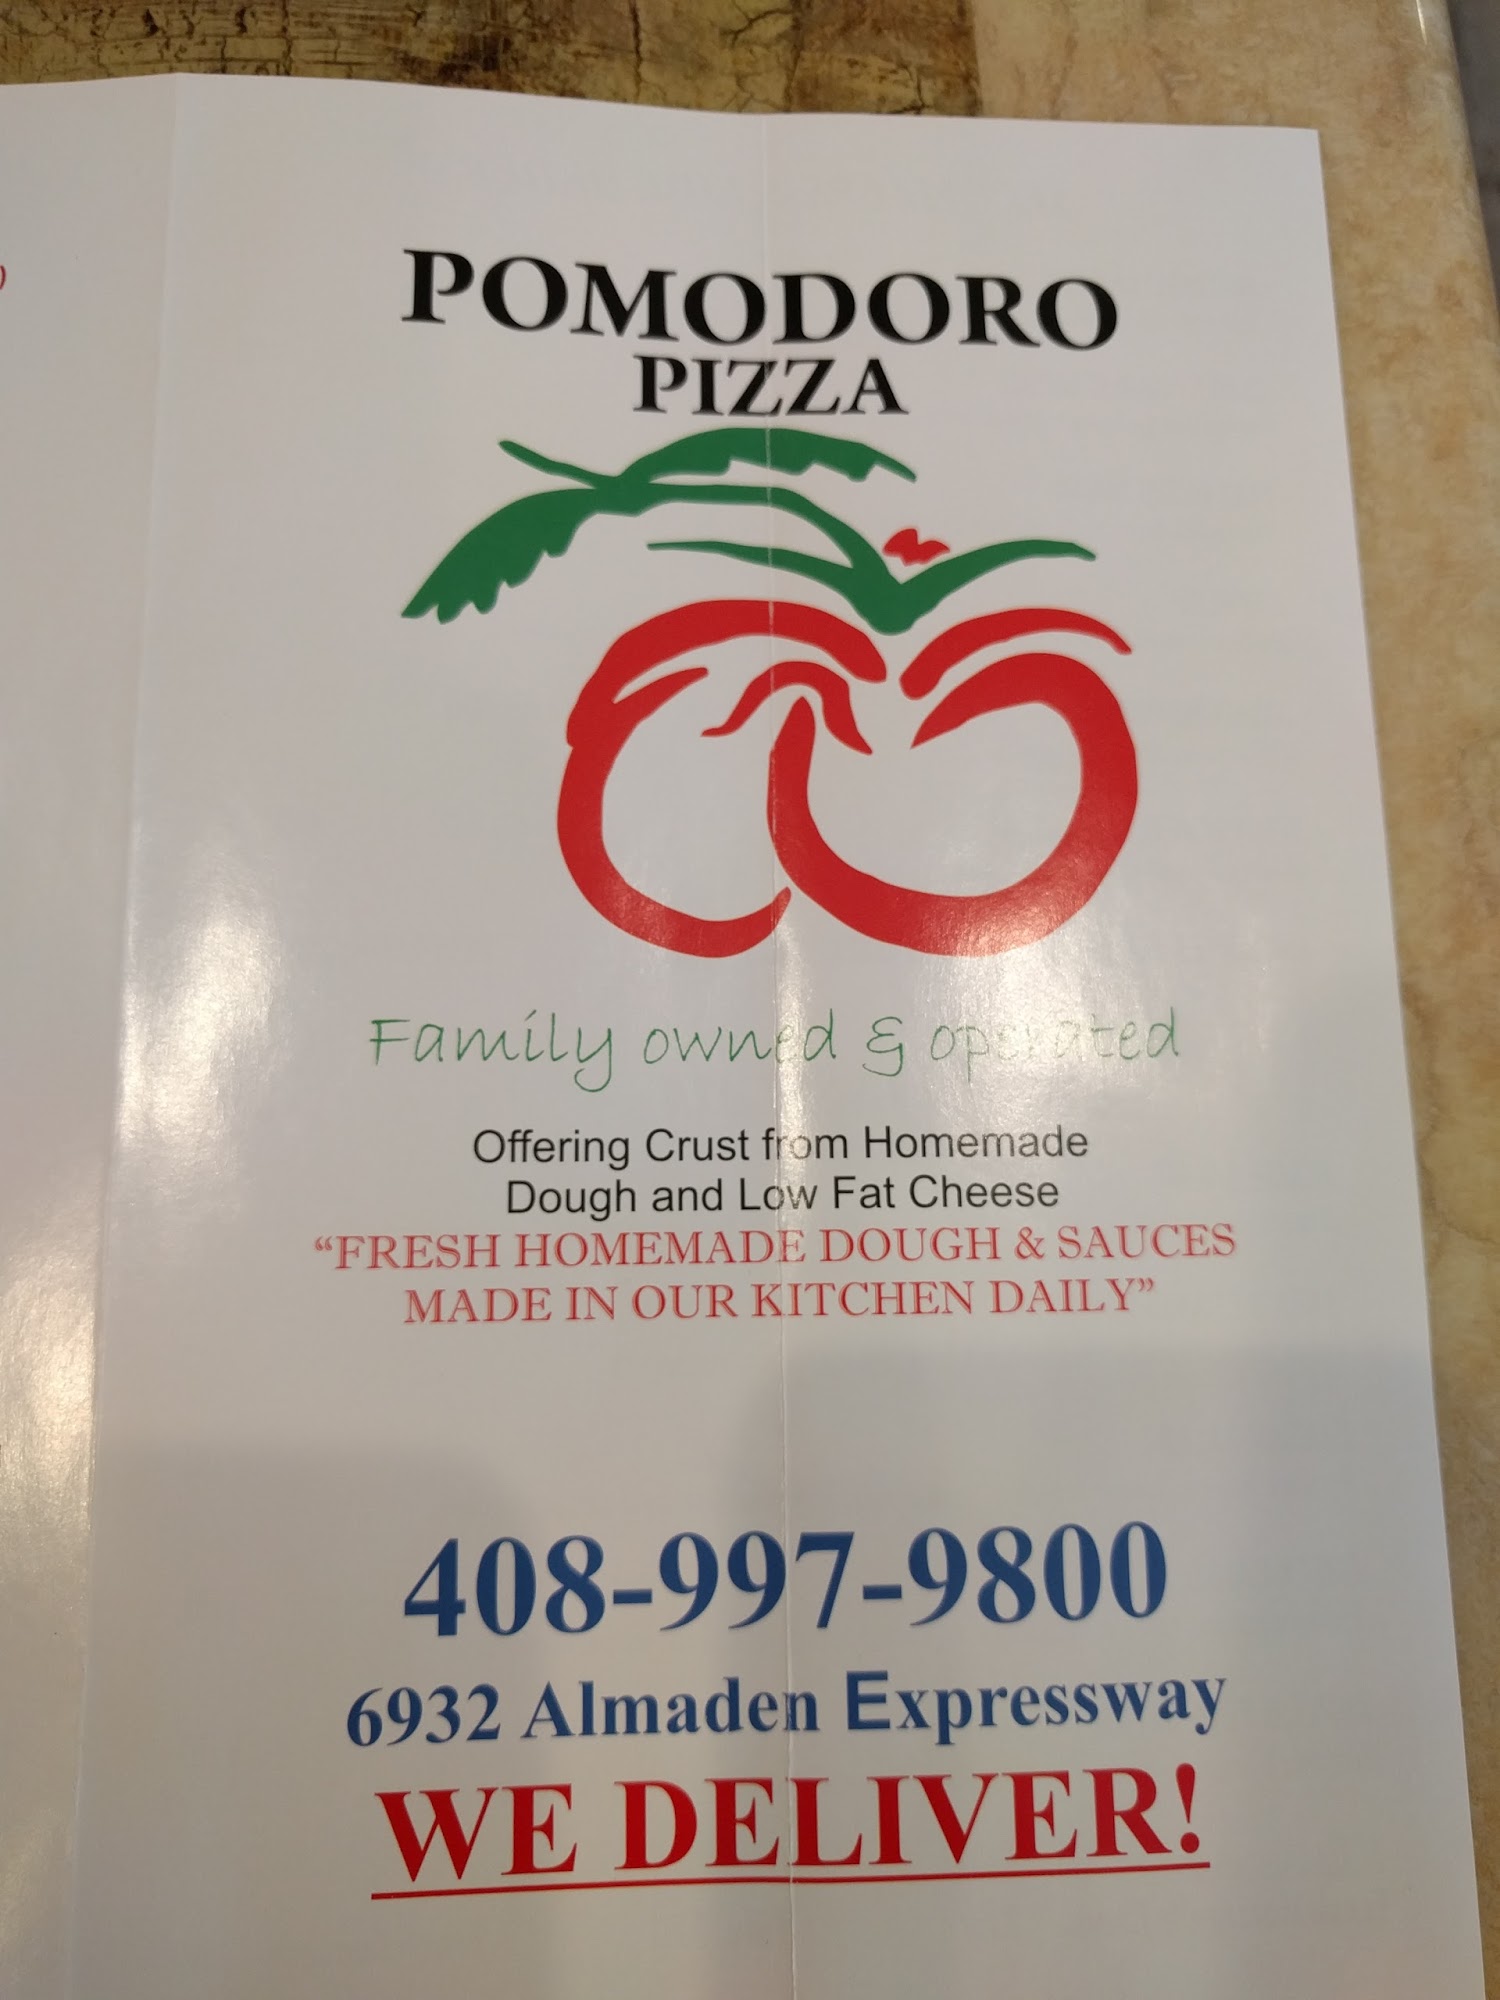 )
POMODORO
PIZZA
Family owned & operated
Offering Crust from Homemade
Dough and Low Fat Cheese
“FRESH HOMEMADE DOUGH & SAUCES
MADE IN OUR KITCHEN DAILY”
408-997-9800
6932 Almaden Expressway
WE DELIVER!